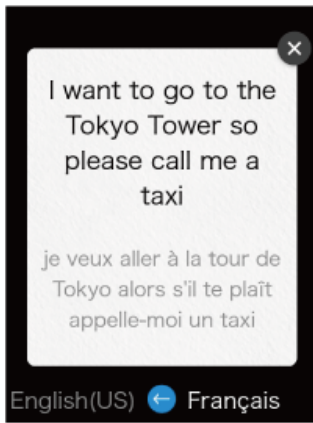 I want to go to the
Tokyo Tower so
please call me a
taxi
je veux aller à la tour de
Tokyo alors s'il te plaît
appelle-moi un taxi
English(US) ← Français